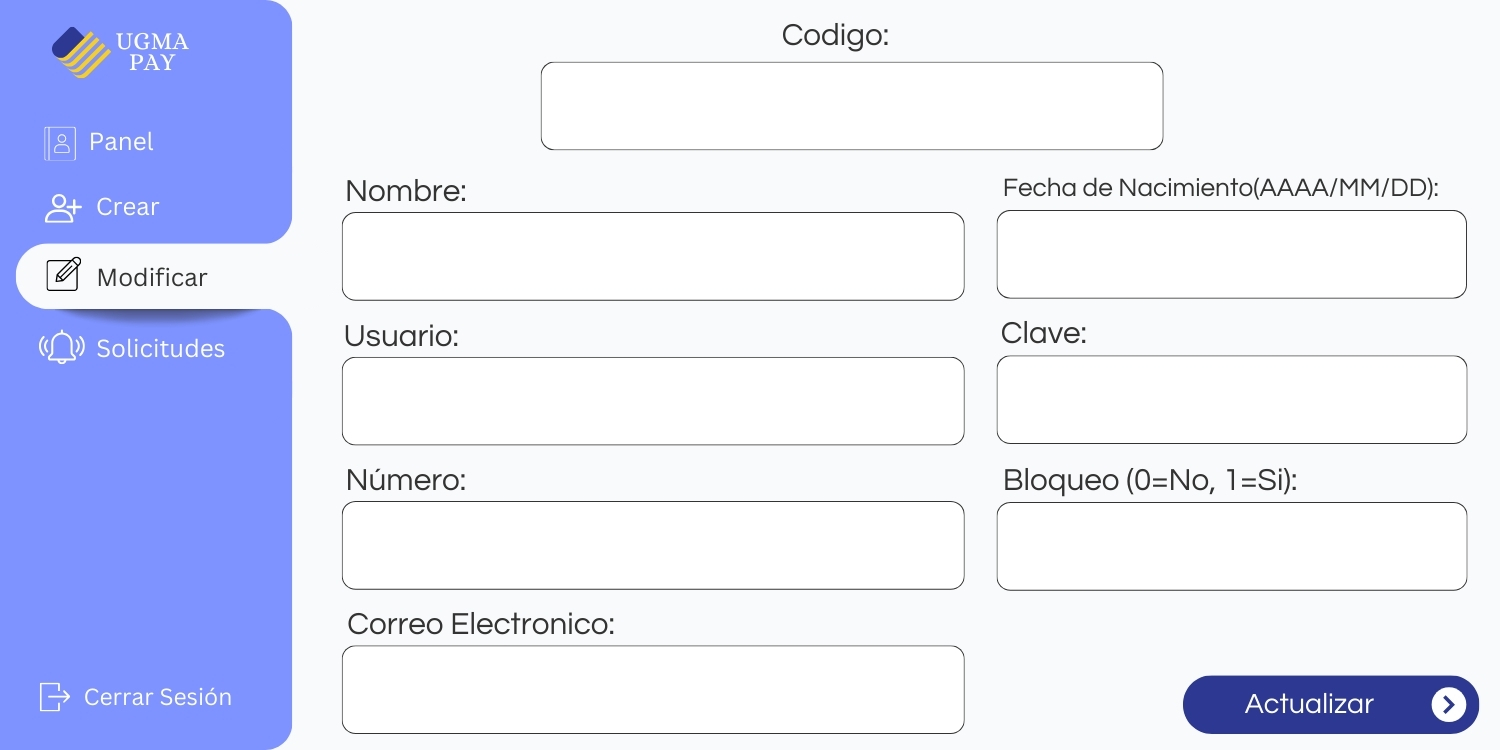 UGMA
PAY
Panel
Crear
Modificar
Solicitudes
Cerrar Sesión
Codigo:
Nombre:
Fecha de Nacimiento(AAAA/MM/DD):
Usuario:
Clave:
Número:
Bloqueo (0=No, 1=Si):
Correo Electronico:
Actualizar